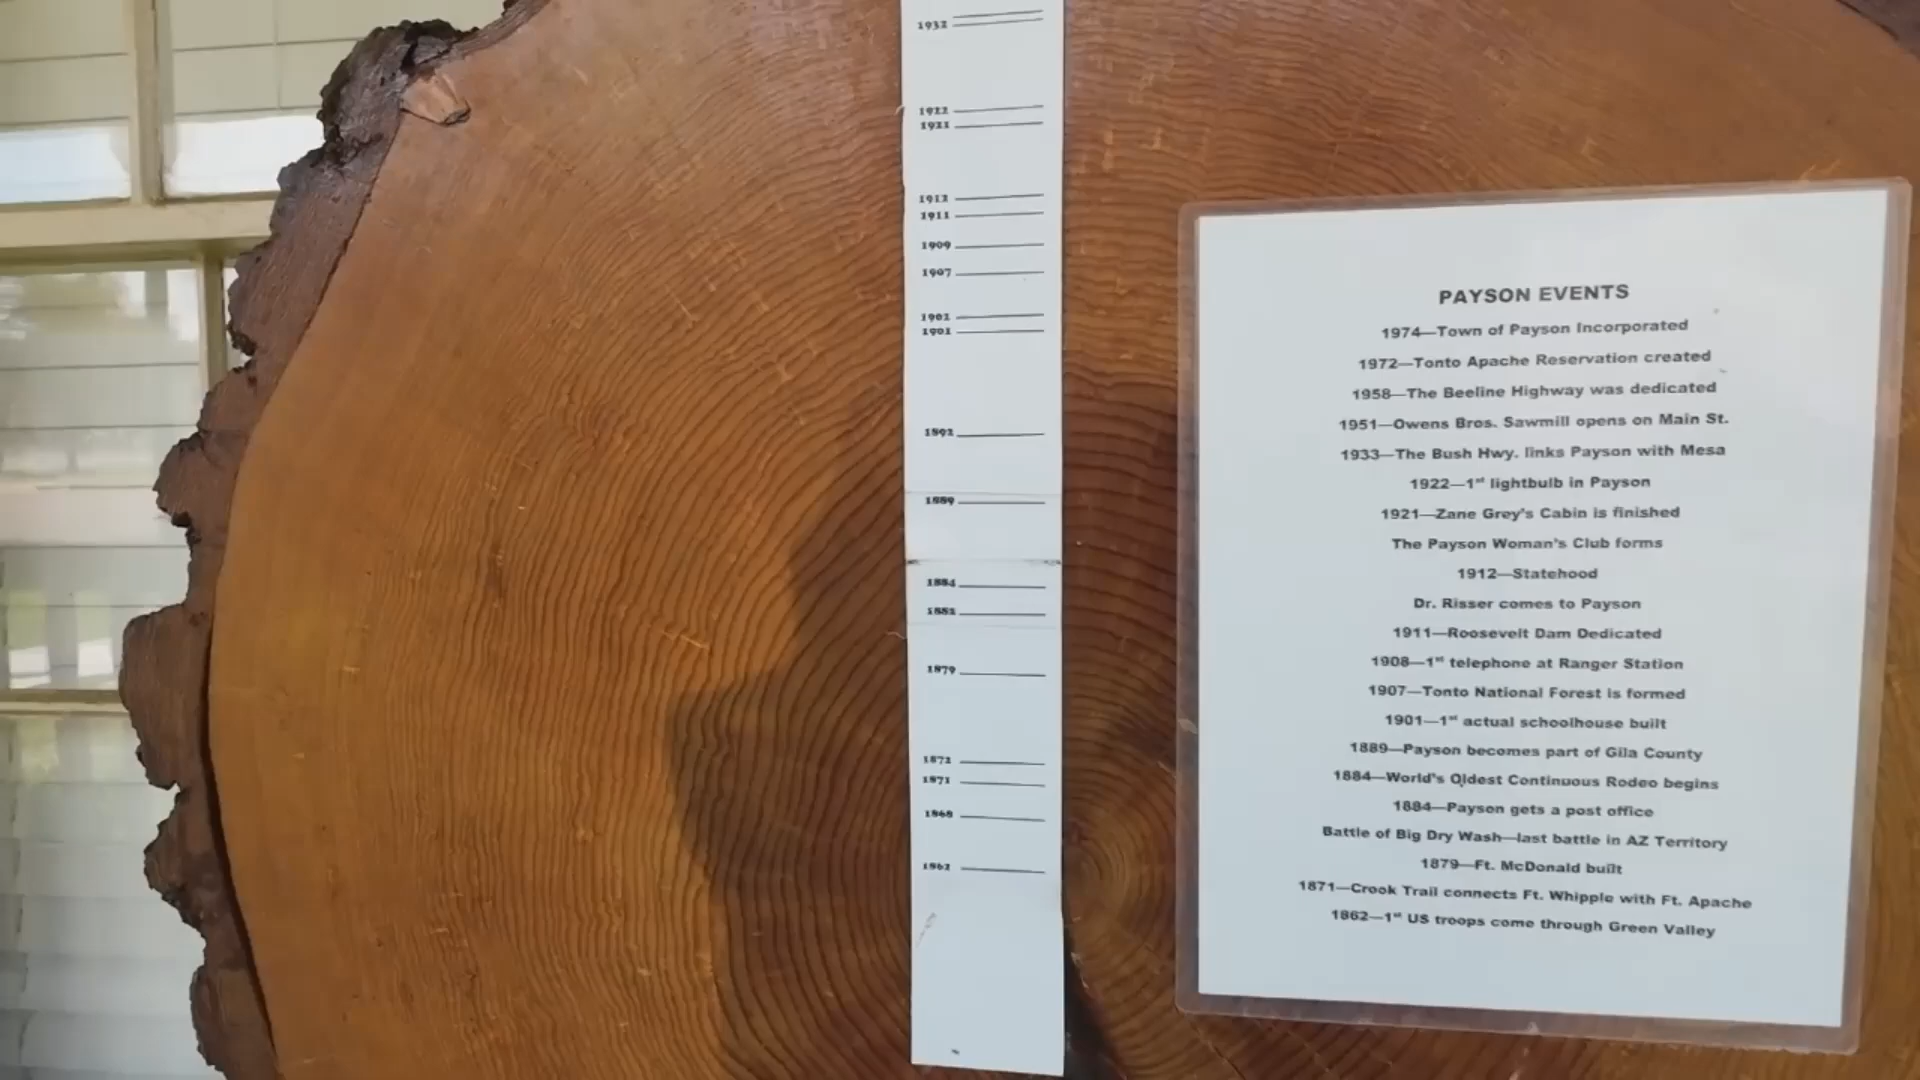 1932
1922
1921
1912
1911
1909
1907
1902
1901
1892
1889
1884
1882
1879
1872
1871
1868
1862
PAYSON EVENTS
1974—Town of Payson Incorporated
1972—Tonto Apache Reservation created
1958—The Beeline Highway was dedicated
1951—Owens Bros. Sawmill opens on Main St.
1933—The Bush Hwy. links Payson with Mesa
1922—1st lightbulb in Payson
1921—Zane Grey's Cabin is finished
The Payson Woman's Club forms
1912—Statehood
Dr. Risser comes to Payson
1911—Roosevelt Dam Dedicated
1908—1st telephone at Ranger Station
1907—Tonto National Forest is formed
1901—1st actual schoolhouse built
1889—Payson becomes part of Gila County
1884—World's Oldest Continuous Rodeo begins
1884—Payson gets a post office
Battle of Big Dry Wash—last battle in AZ Territory
1879—Ft. McDonald built
1871—Crook Trail connects Ft. Whipple with Ft. Apache
1862—1st US troops come through Green Valley